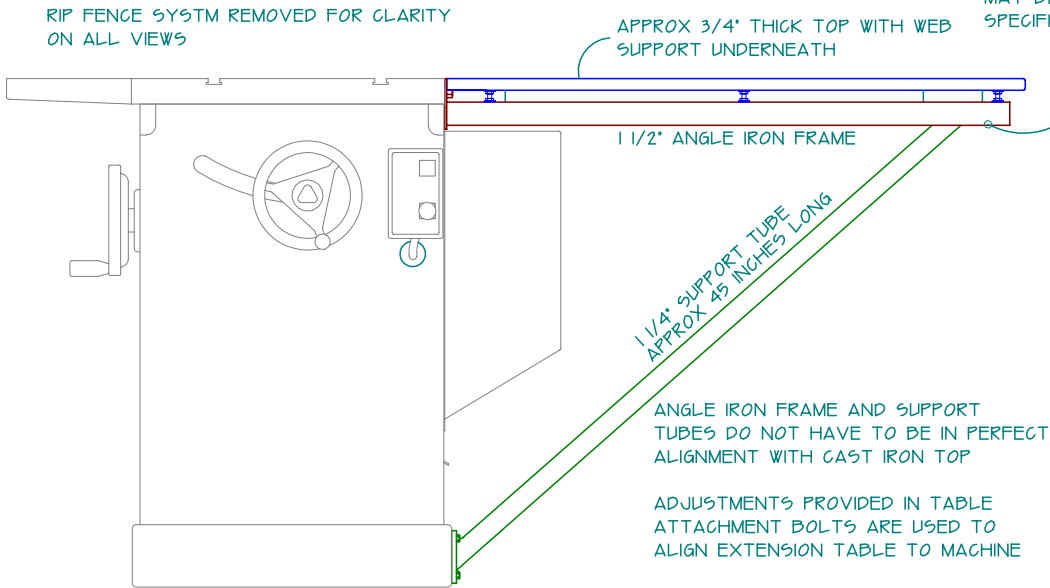 RIP FENCE SYSTM REMOVED FOR CLARITY
ON ALL VIEWS
APPROX 3/4" THICK TOP WITH WEB
SUPPORT UNDERNEATH
1 1/2" ANGLE IRON FRAME
1 1/4" SUPPORT TUBE
APPROX 45 INCHES LONG
ANGLE IRON FRAME AND SUPPORT
TUBES DO NOT HAVE TO BE IN PERFECT
ALIGNMENT WITH CAST IRON TOP
ADJUSTMENTS PROVIDED IN TABLE
ATTACHMENT BOLTS ARE USED TO
ALIGN EXTENSION TABLE TO MACHINE